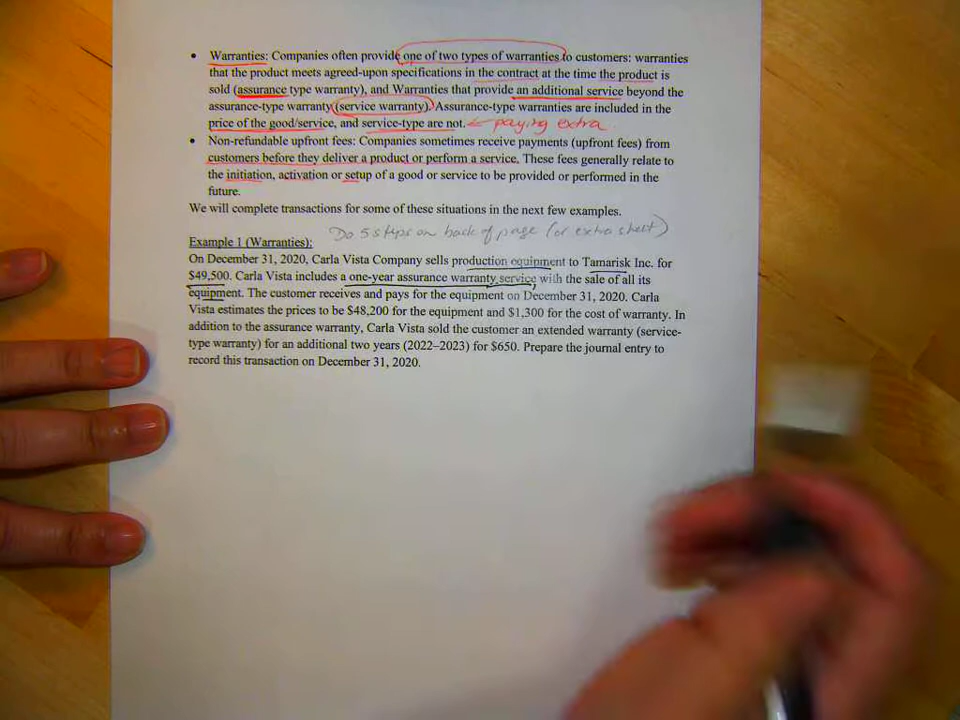 • Warranties: Companies often provide one of two types of warranties to customers: warranties
that the product meets agreed-upon specifications in the contract at the time the product is
sold (assurance type warranty), and Warranties that provide an additional service beyond the
assurance-type warranty (service warranty). Assurance-type warranties are included in the
price of the good/service, and service-type are not. ← paying extra
• Non-refundable upfront fees: Companies sometimes receive payments (upfront fees) from
customers before they deliver a product or perform a service. These fees generally relate to
the initiation, activation or setup of a good or service to be provided or performed in the
future.
We will complete transactions for some of these situations in the next few examples.
Do 5 steps on back of page (or extra sheet)
Example 1 (Warranties):
On December 31, 2020, Carla Vista Company sells production equipment to Tamarisk Inc. for
$49,500. Carla Vista includes a one-year assurance warranty service with the sale of all its
equipment. The customer receives and pays for the equipment on December 31, 2020. Carla
Vista estimates the prices to be $48,200 for the equipment and $1,300 for the cost of warranty. In
addition to the assurance warranty, Carla Vista sold the customer an extended warranty (service-
type warranty) for an additional two years (2022–2023) for $650. Prepare the journal entry to
record this transaction on December 31, 2020.